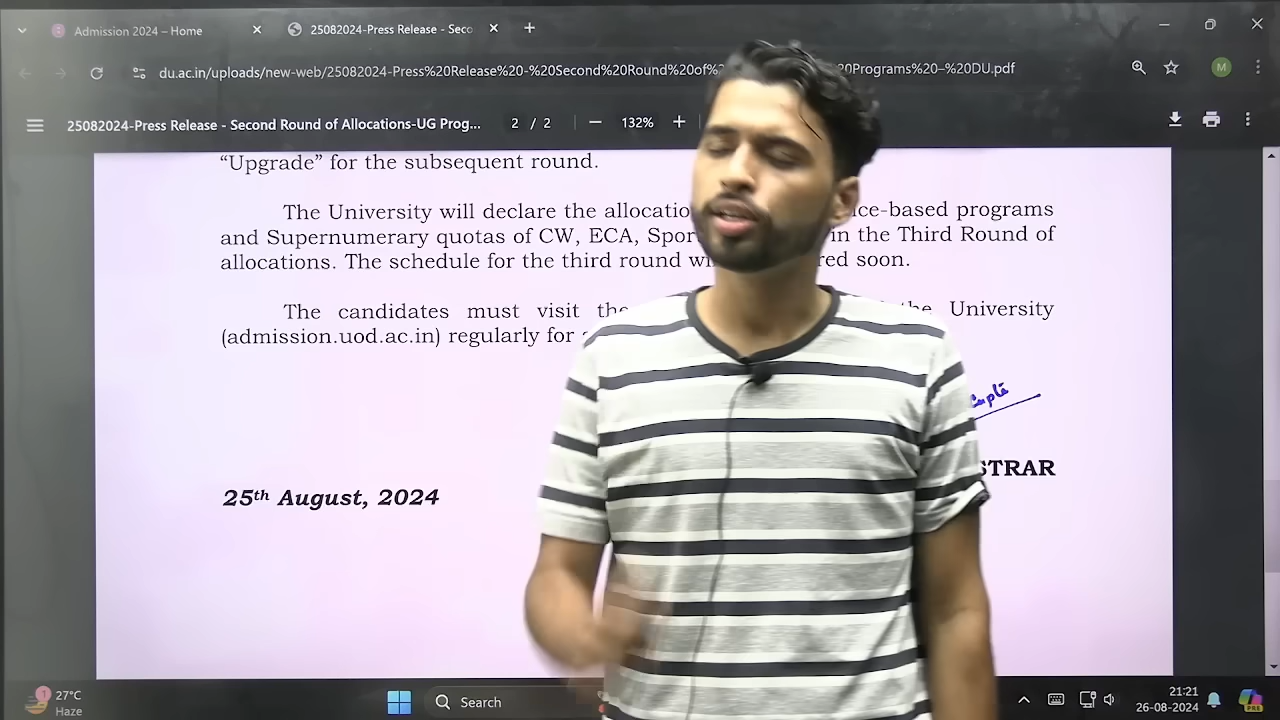 Admission 2024 – Home
25082024-Press Release - Seco
du.ac.in/uploads/new-web/25082024-Press%20Release%20-%20Second%20Round%20of% 20Programs%20–%20DU.pdf
M
25082024-Press Release - Second Round of Allocations-UG Prog...
2 / 2
132%
“Upgrade” for the subsequent round.
The University will declare the allocatio nce-based programs
and Supernumerary quotas of CW, ECA, Spor in the Third Round of
allocations. The schedule for the third round wi red soon.
The candidates must visit the the University
(admission.uod.ac.in) regularly for
Gupta
STRAR
25th August, 2024
1
27°C
Haze
Search
21:21
26-08-2024
PRE